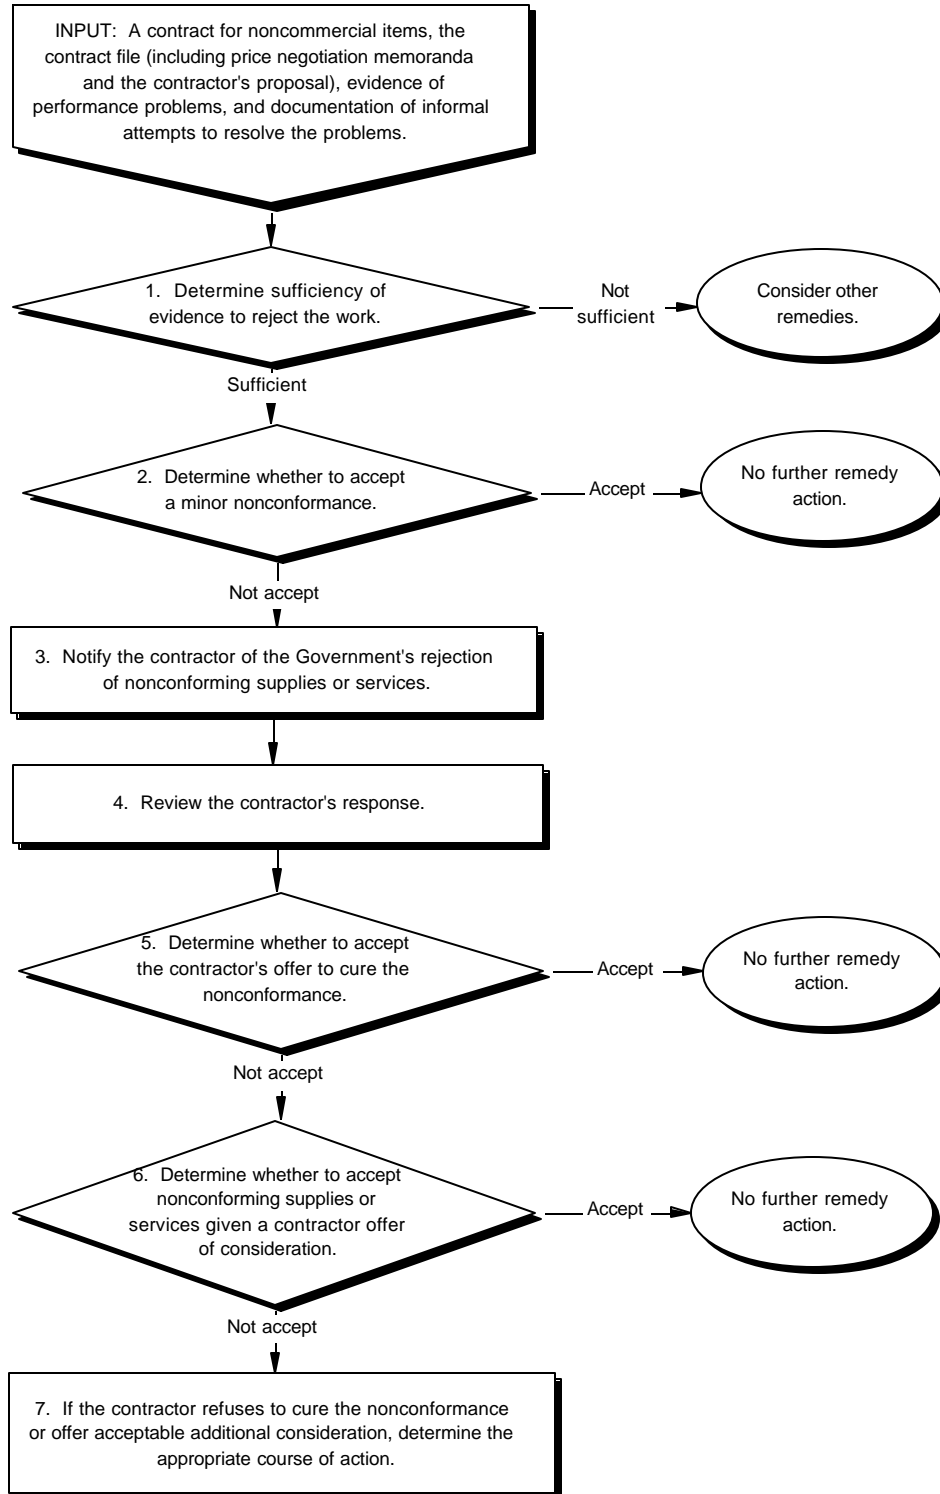 INPUT: A contract for noncommercial items, the
contract file (including price negotiation memoranda
and the contractor's proposal), evidence of
performance problems, and documentation of informal
attempts to resolve the problems.
1. Determine sufficiency of
evidence to reject the work.
Not
sufficient
Consider other
remedies.
Sufficient
2. Determine whether to accept
a minor nonconformance.
Accept
No further remedy
action.
Not accept
3. Notify the contractor of the Government's rejection
of nonconforming supplies or services.
4. Review the contractor's response.
5. Determine whether to accept
the contractor's offer to cure the
nonconformance.
Accept
No further remedy
action.
Not accept
6. Determine whether to accept
nonconforming supplies or
services given a contractor offer
of consideration.
Accept
No further remedy
action.
Not accept
7. If the contractor refuses to cure the nonconformance
or offer acceptable additional consideration, determine the
appropriate course of action.